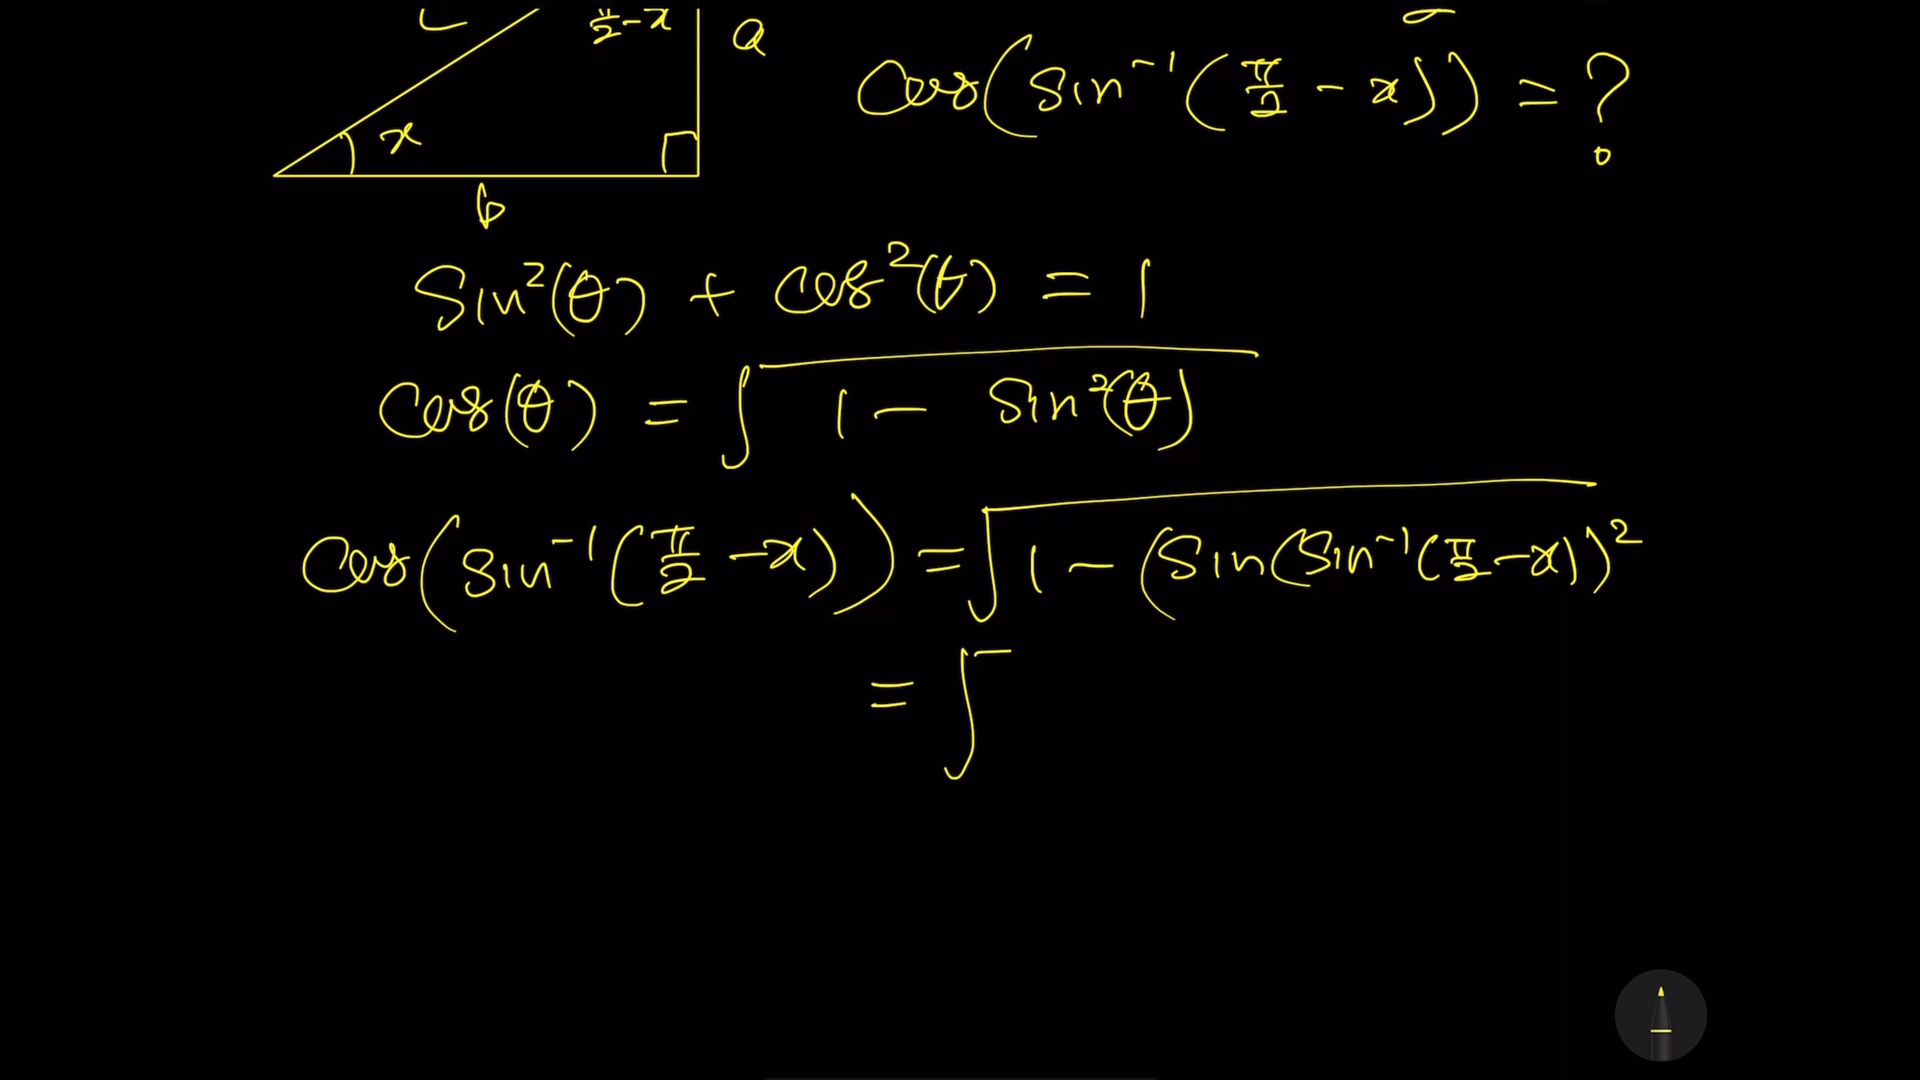 π/2 - x a
cos(sin⁻¹(π/2 - x)) = ?
x
b
Sin²(θ) + cos²(θ) = 1
cos(θ) = √1 - sin²(θ)
cos(sin⁻¹(π/2 - x)) = √1 - (Sin(Sin⁻¹(π/2 - x))²
= √